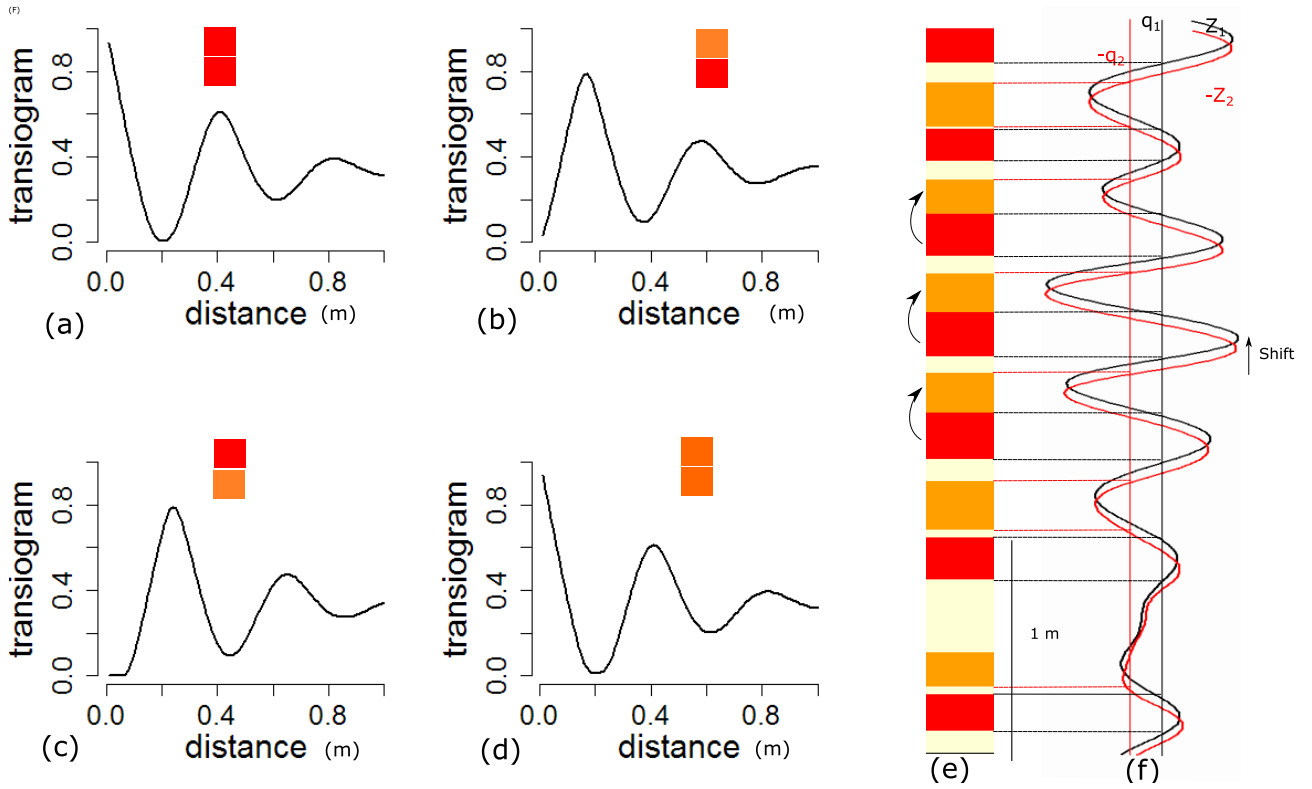 (F)
transiogram
0.0 0.4 0.8
0.0 0.4 0.8
distance (m)
(a)
transiogram
0.0 0.4 0.8
0.0 0.4 0.8
distance (m)
(b)
transiogram
0.0 0.4 0.8
0.0 0.4 0.8
distance (m)
(c)
transiogram
0.0 0.4 0.8
0.0 0.4 0.8
distance (m)
(d)
q1
Z1
-q2
-Z2
Shift
1 m
(e)
(f)